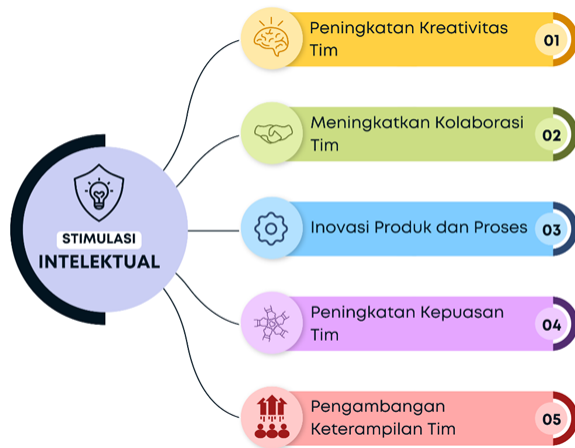 STIMULASI
INTELEKTUAL
Peningkatan Kreativitas
Tim
01
Meningkatkan Kolaborasi
Tim
02
Inovasi Produk dan Proses
03
Peningkatan Kepuasan
Tim
04
Pengambangan
Keterampilan Tim
05